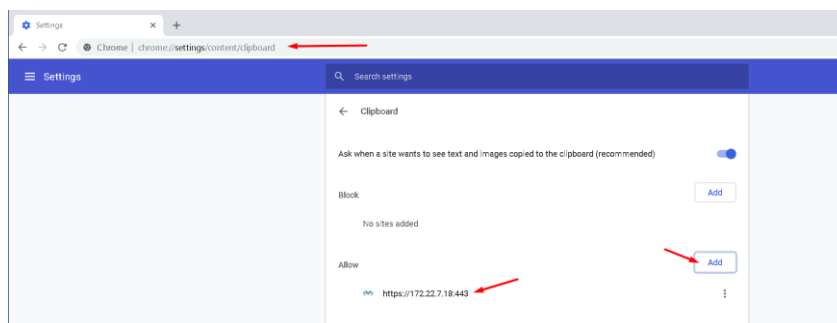 Settings
Chrome | chrome://settings/content/clipboard
Settings
Search settings
Clipboard
Ask when a site wants to see text and images copied to the clipboard (recommended)
Block
Add
No sites added
Allow
Add
https://172.22.7.18:443